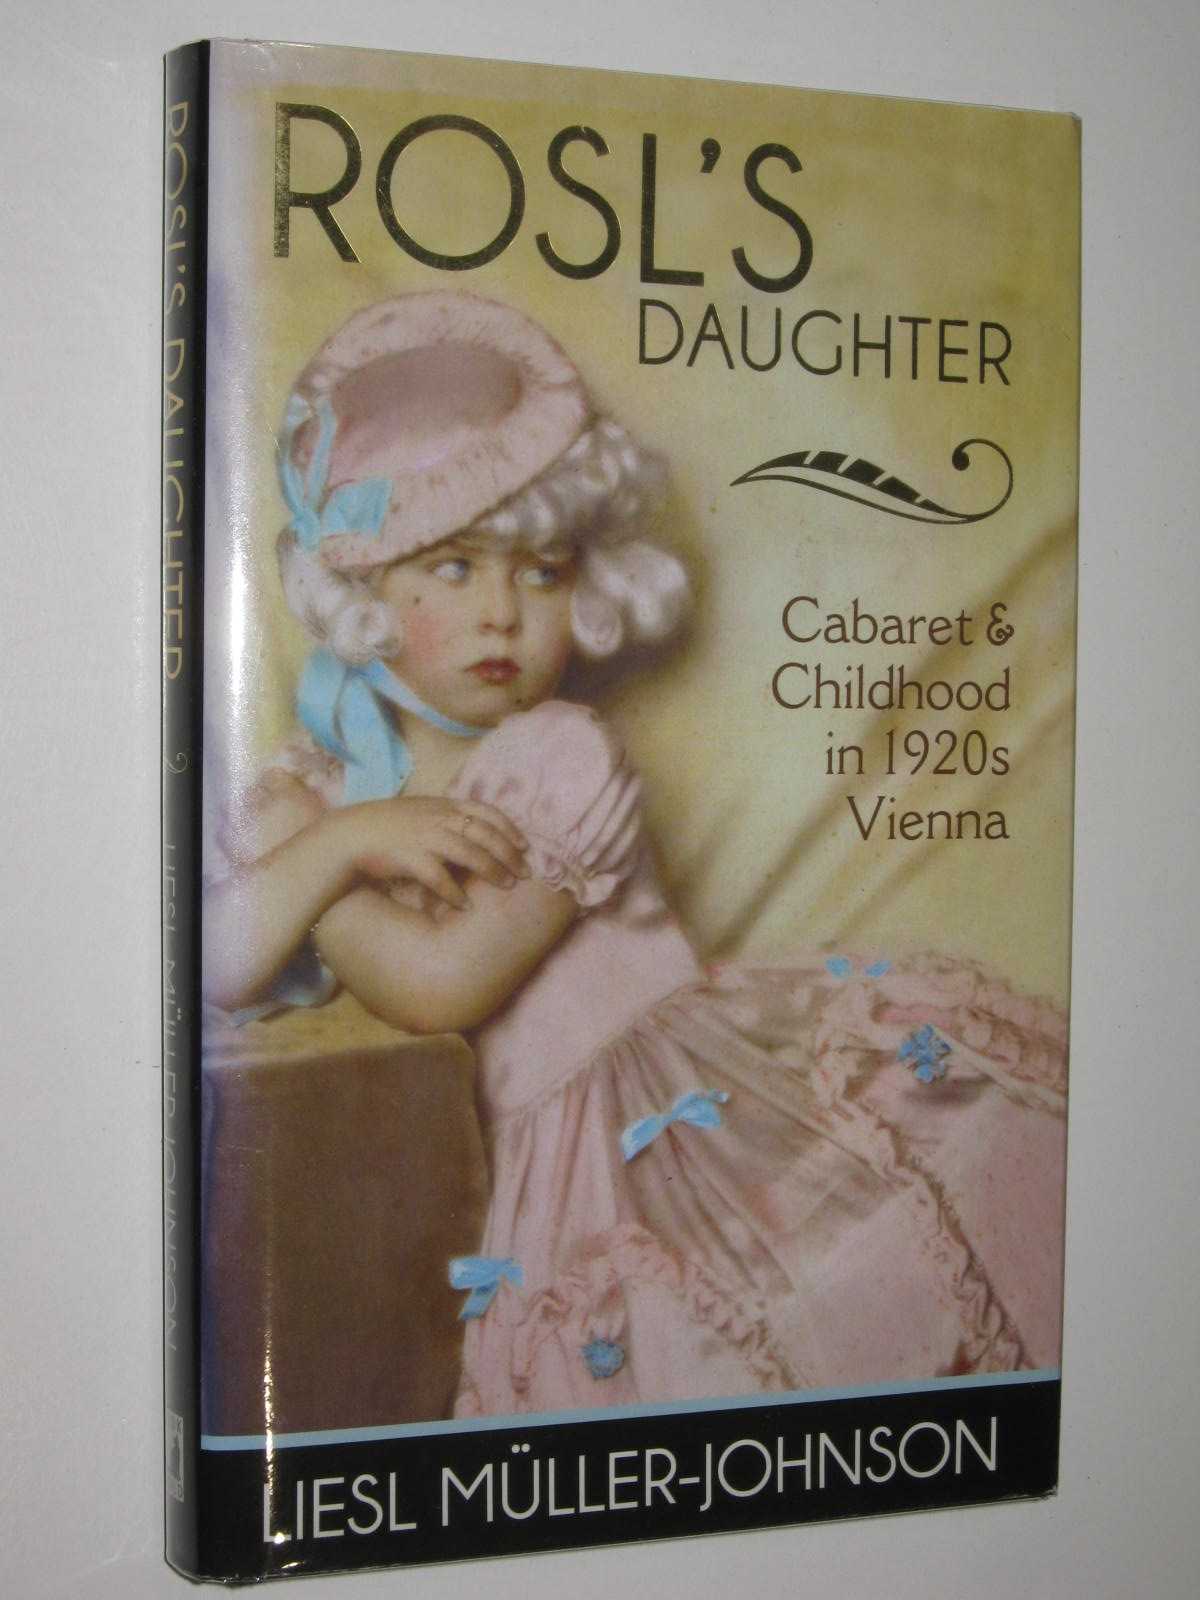 ROSL'S
DAUGHTER
Cabaret &
Childhood
in 1920s
Vienna
LIESL MÜLLER-JOHNSON
ROSL'S DAUGHTER LIESL MÜLLER-JOHNSON